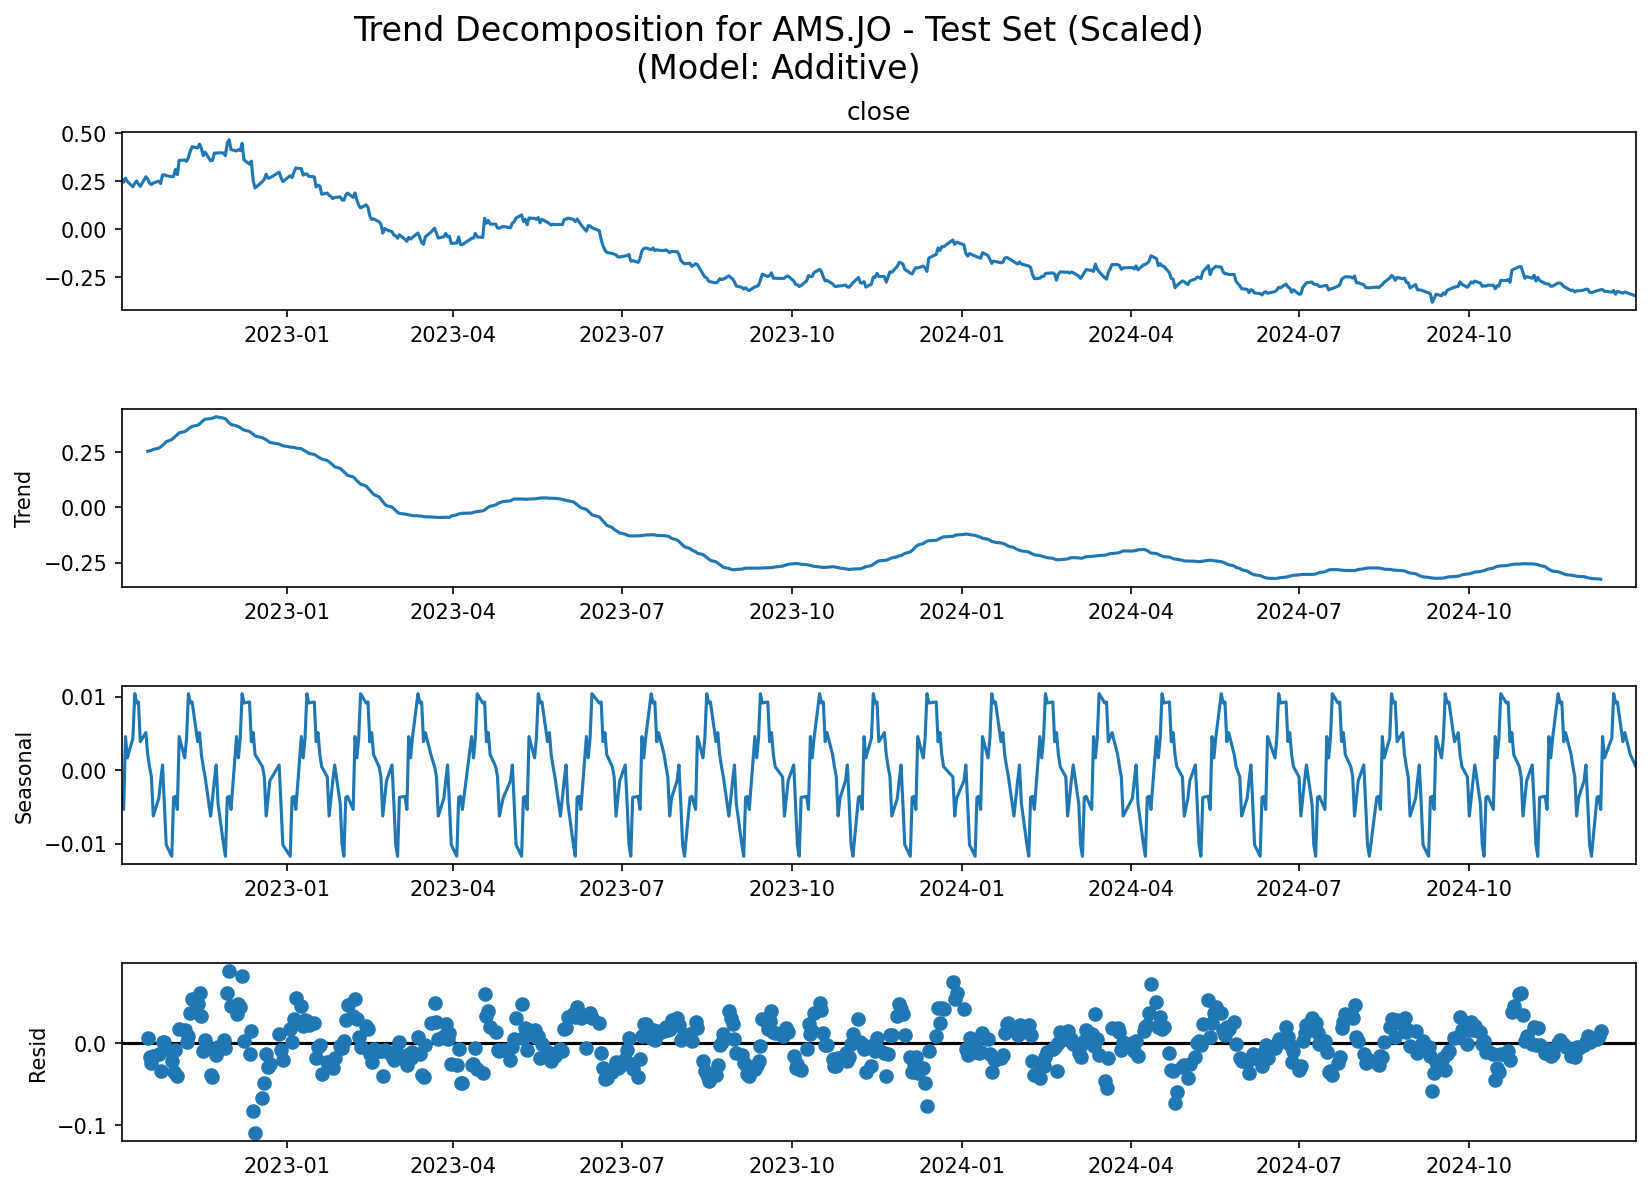 Trend Decomposition for AMS.JO - Test Set (Scaled)
(Model: Additive)
close
0.50
0.25
0.00
−0.25
2023-01 2023-04 2023-07 2023-10 2024-01 2024-04 2024-07 2024-10
Trend
0.25
0.00
−0.25
2023-01 2023-04 2023-07 2023-10 2024-01 2024-04 2024-07 2024-10
Seasonal
0.01
0.00
−0.01
2023-01 2023-04 2023-07 2023-10 2024-01 2024-04 2024-07 2024-10
Resid
0.0
−0.1
2023-01 2023-04 2023-07 2023-10 2024-01 2024-04 2024-07 2024-10